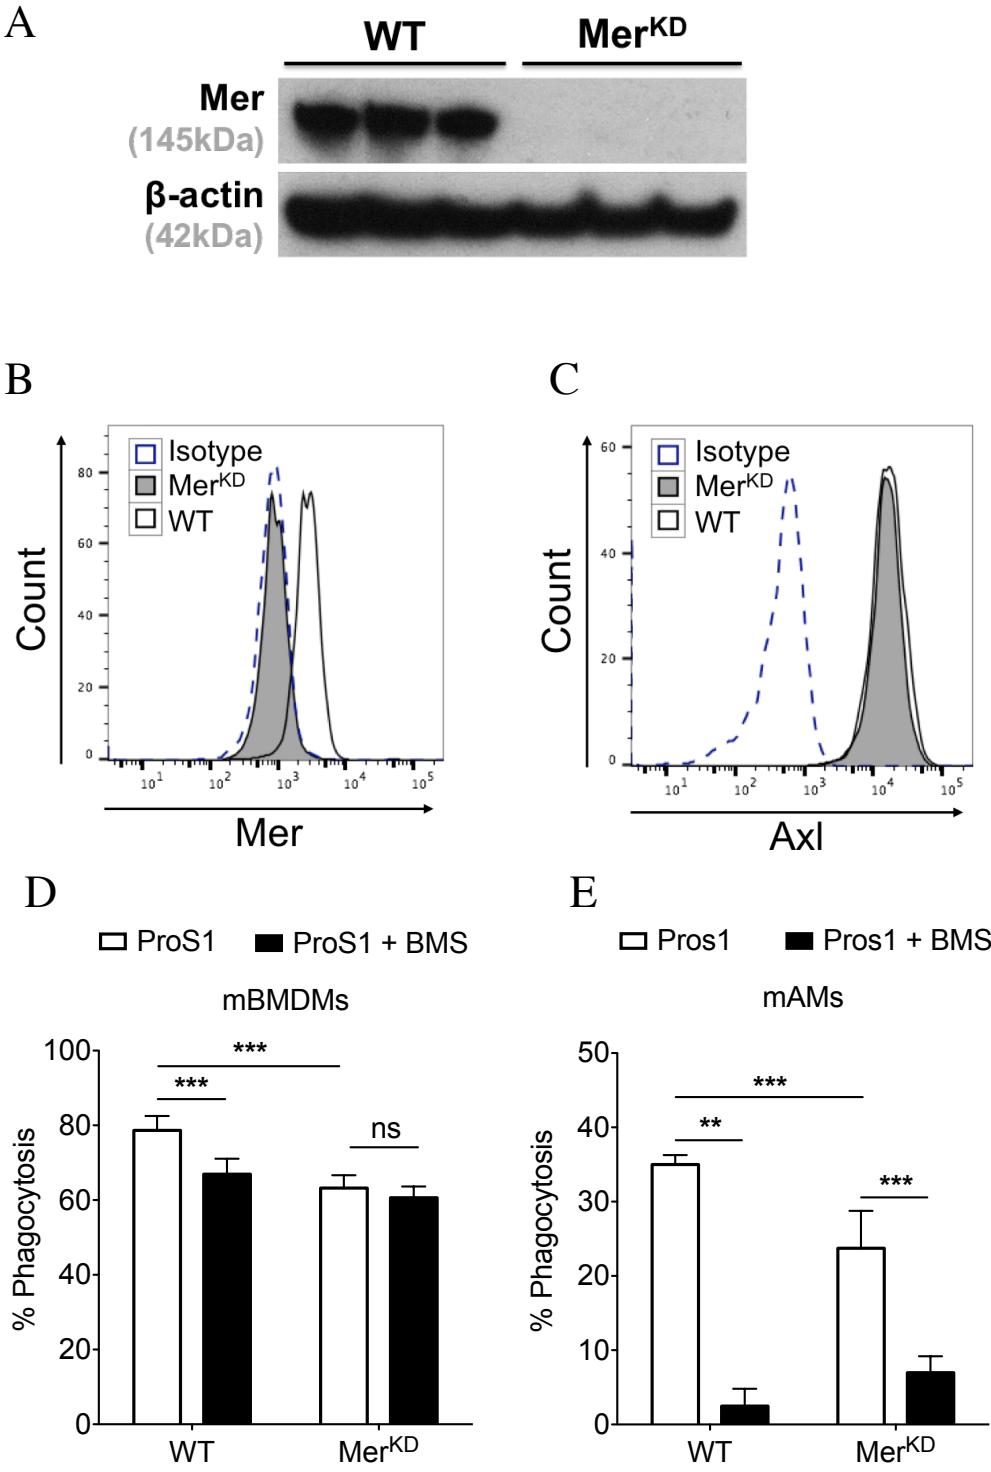 A
WT
Mer^KD
Mer
(145kDa)
β-actin
(42kDa)
B
Isotype
Mer^KD
WT
Count
80
60
40
20
0
10^1
10^2
10^3
10^4
10^5
Mer
C
Isotype
Mer^KD
WT
Count
60
40
20
0
10^1
10^2
10^3
10^4
10^5
Axl
D
ProS1
ProS1 + BMS
mBMDMs
% Phagocytosis
100
80
60
40
20
0
***
***
ns
WT
Mer^KD
E
Pros1
Pros1 + BMS
mAMs
% Phagocytosis
50
40
30
20
10
0
***
**
***
WT
Mer^KD